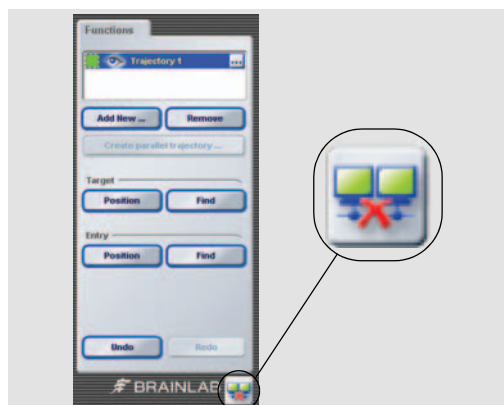 Functions
Trajectory 1 ...
Add New ... Remove
Create parallel trajectory ...
Target
Position Find
Entry
Position Find
Undo Redo
BRAINLAB